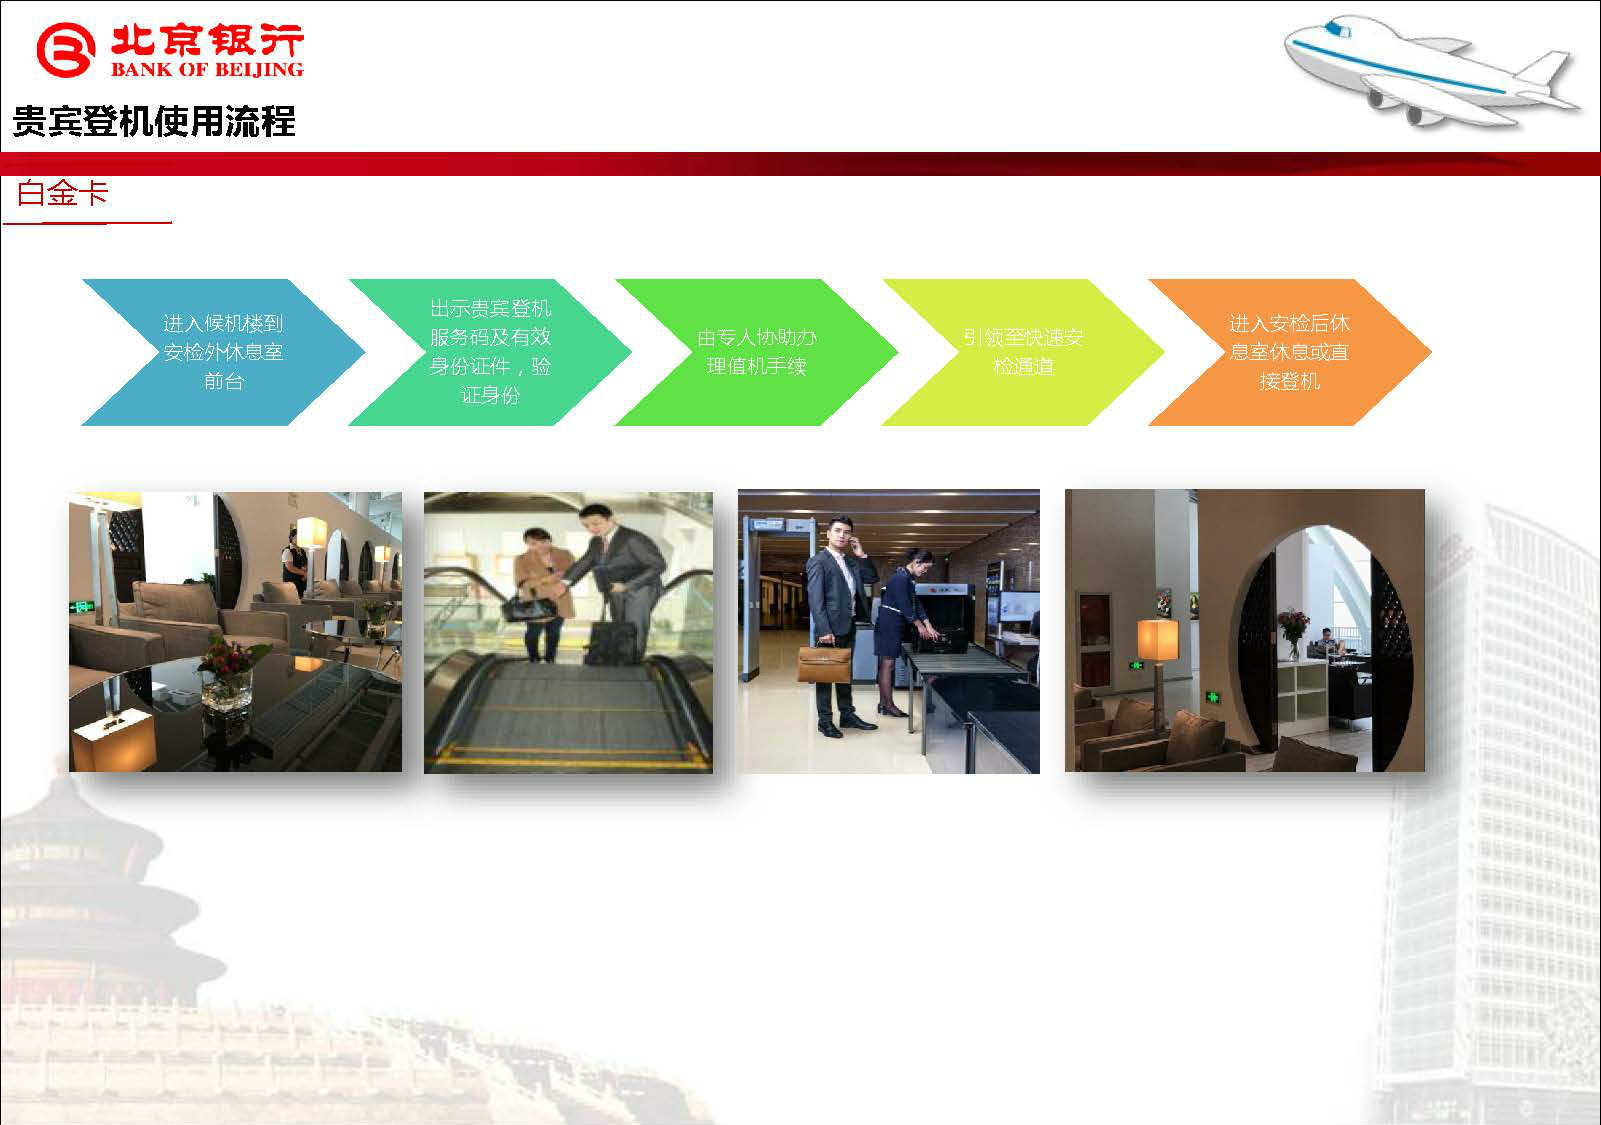 北京银行
BANK OF BEIJING
贵宾登机使用流程
白金卡
进入候机楼到
安检外休息室
前台
出示贵宾登机
服务码及有效
身份证件，验
证身份
由专人协助办
理值机手续
引领至快速安
检通道
进入安检后休
息室休息或直
接登机